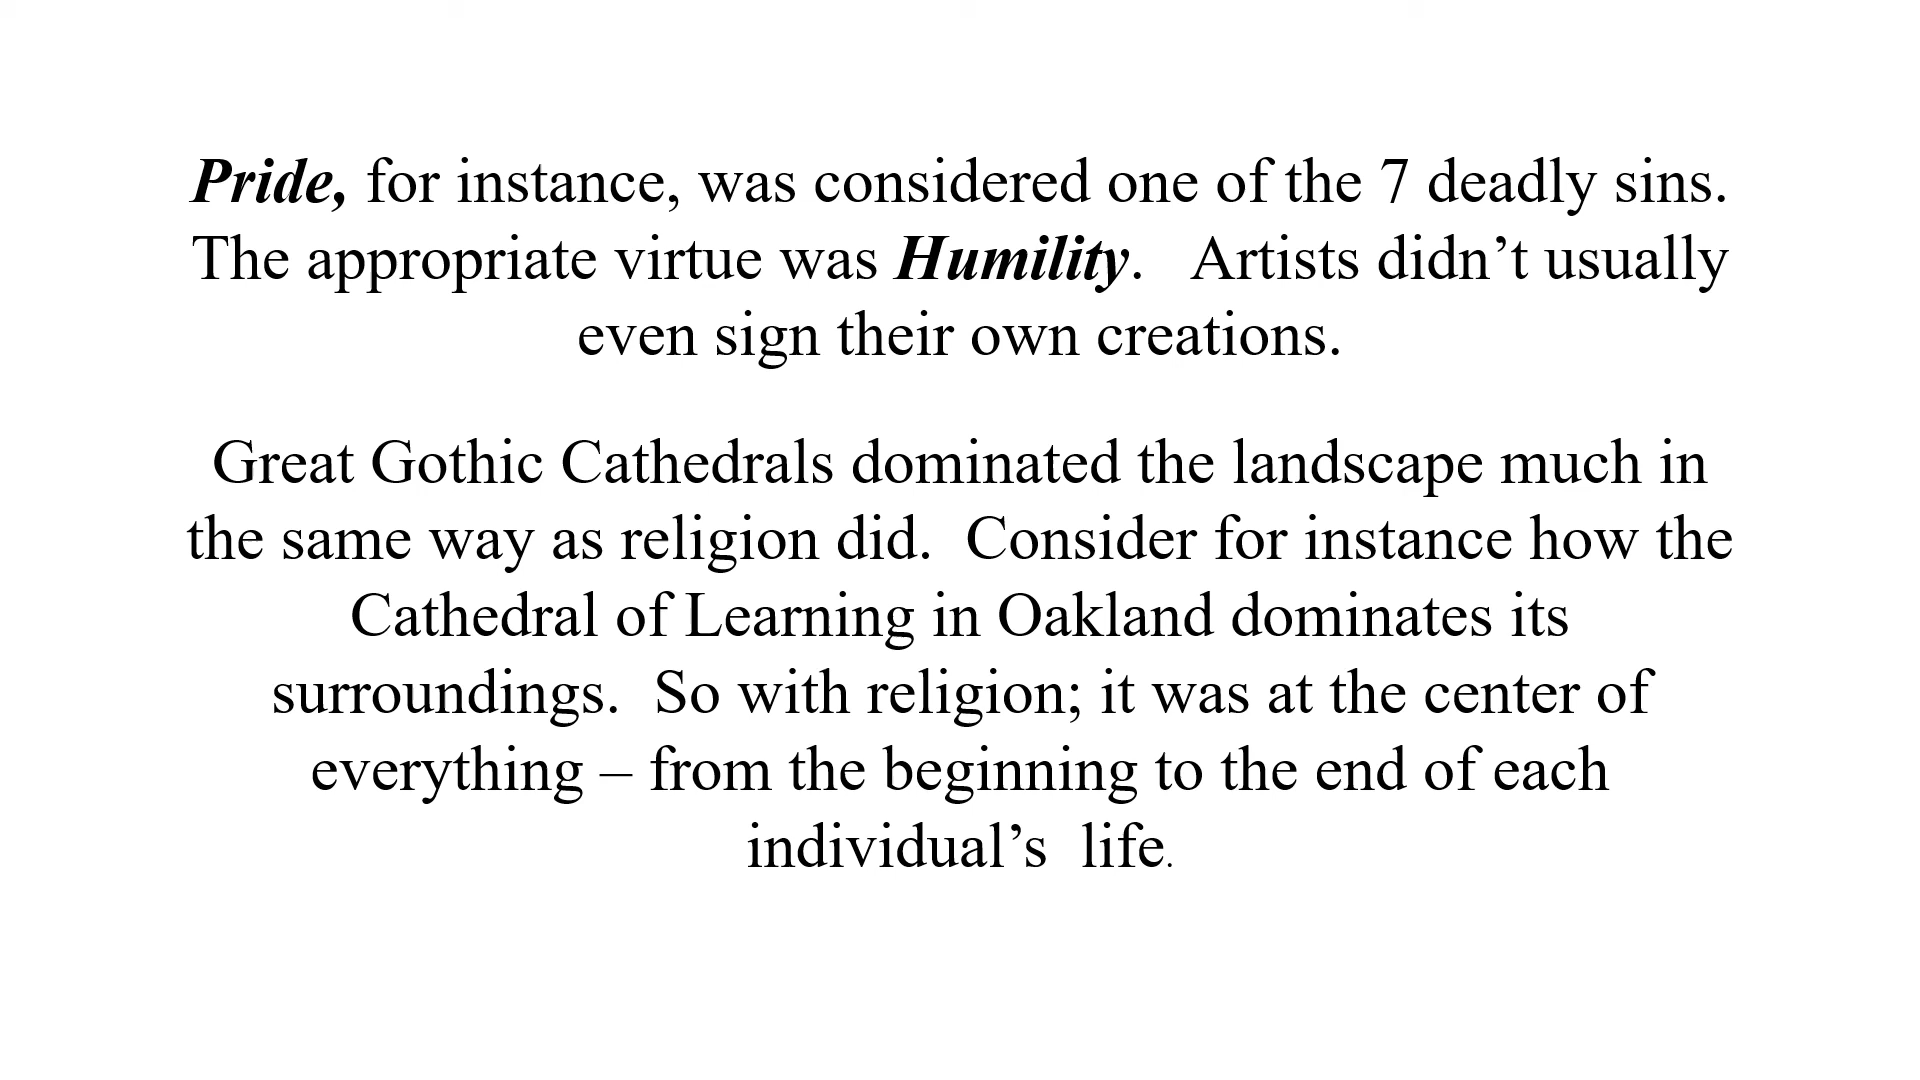 Pride, for instance, was considered one of the 7 deadly sins.
The appropriate virtue was Humility.   Artists didn’t usually
even sign their own creations.
Great Gothic Cathedrals dominated the landscape much in
the same way as religion did.  Consider for instance how the
Cathedral of Learning in Oakland dominates its
surroundings.  So with religion; it was at the center of
everything – from the beginning to the end of each
individual’s  life.